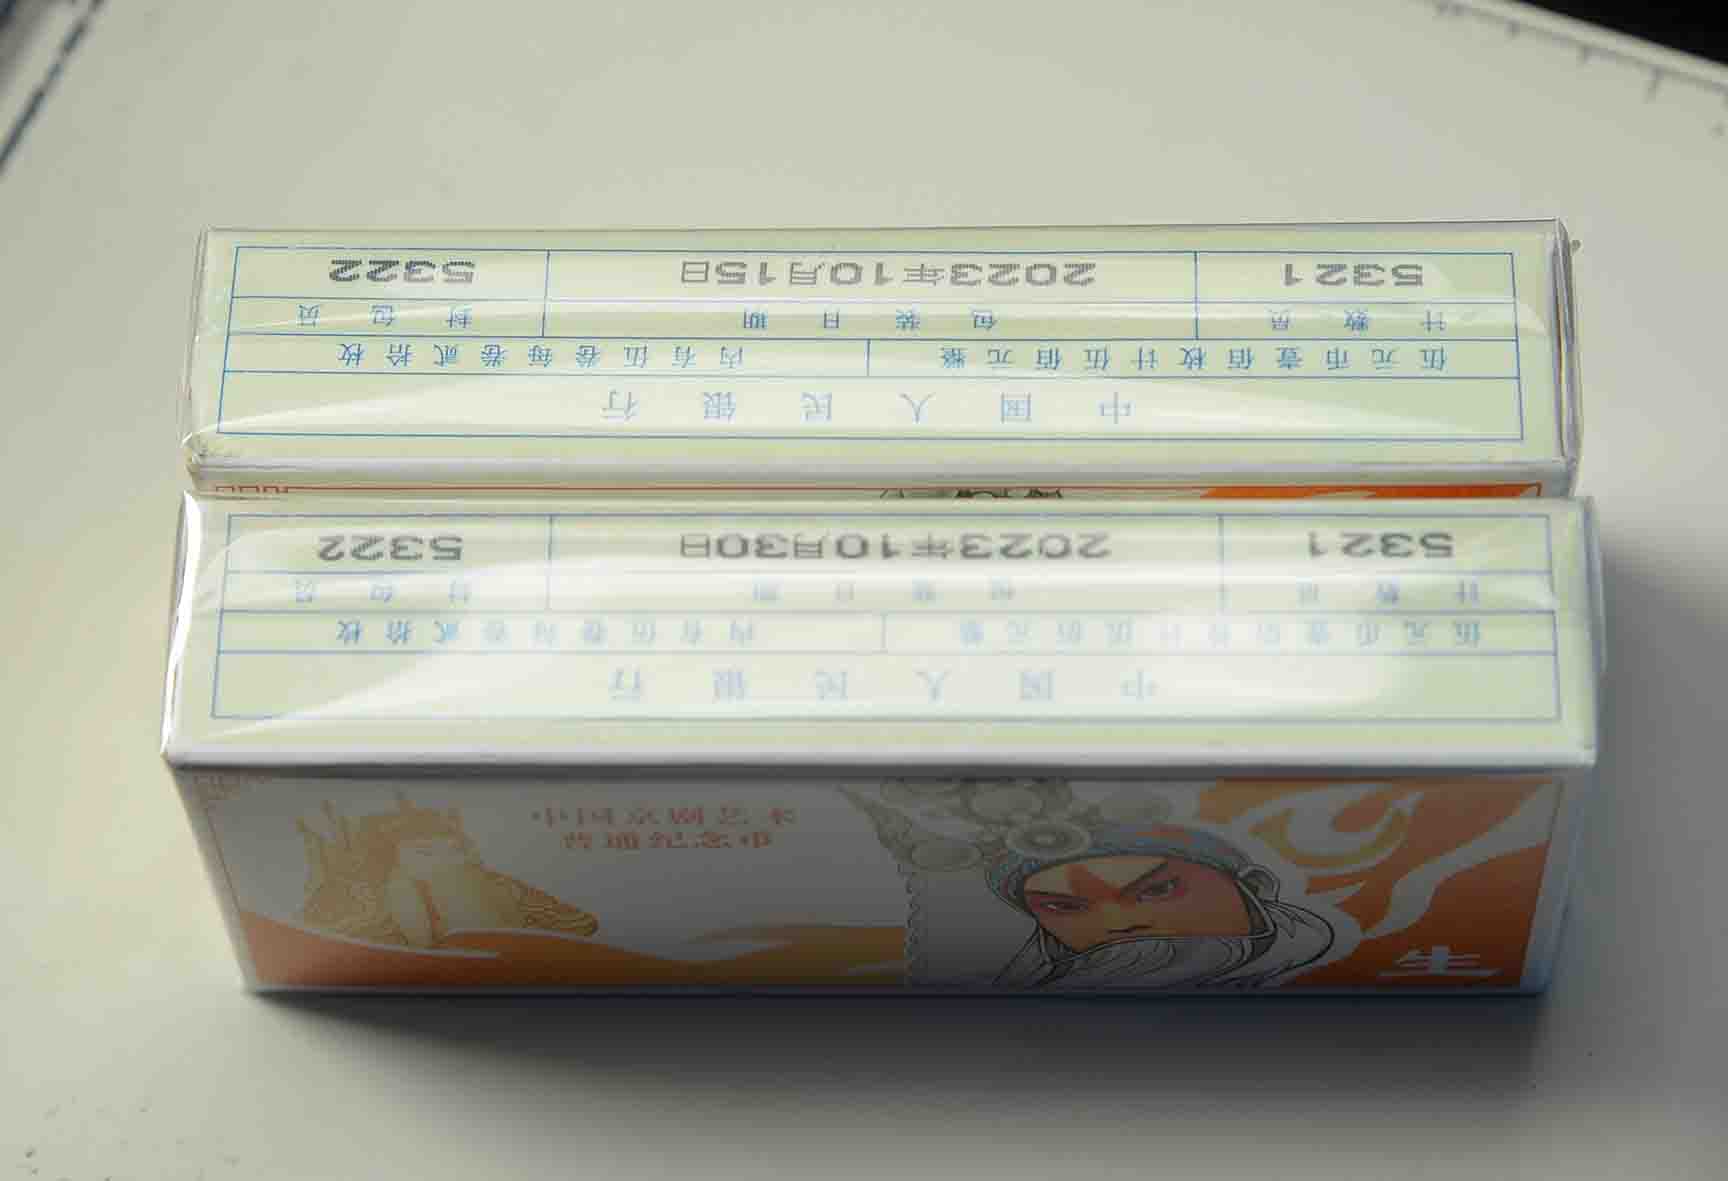 中国人民银行
伍元币壹佰枚计伍佰元整 内有伍卷每卷贰拾枚
计数员 包装日期 封包员
5321 2023年10月15日 5322
中国人民银行
伍元币壹佰枚计伍佰元整 内有伍卷每卷贰拾枚
计数员 包装日期 封包员
5321 2023年10月30日 5322
中国京剧艺术
普通纪念币
生